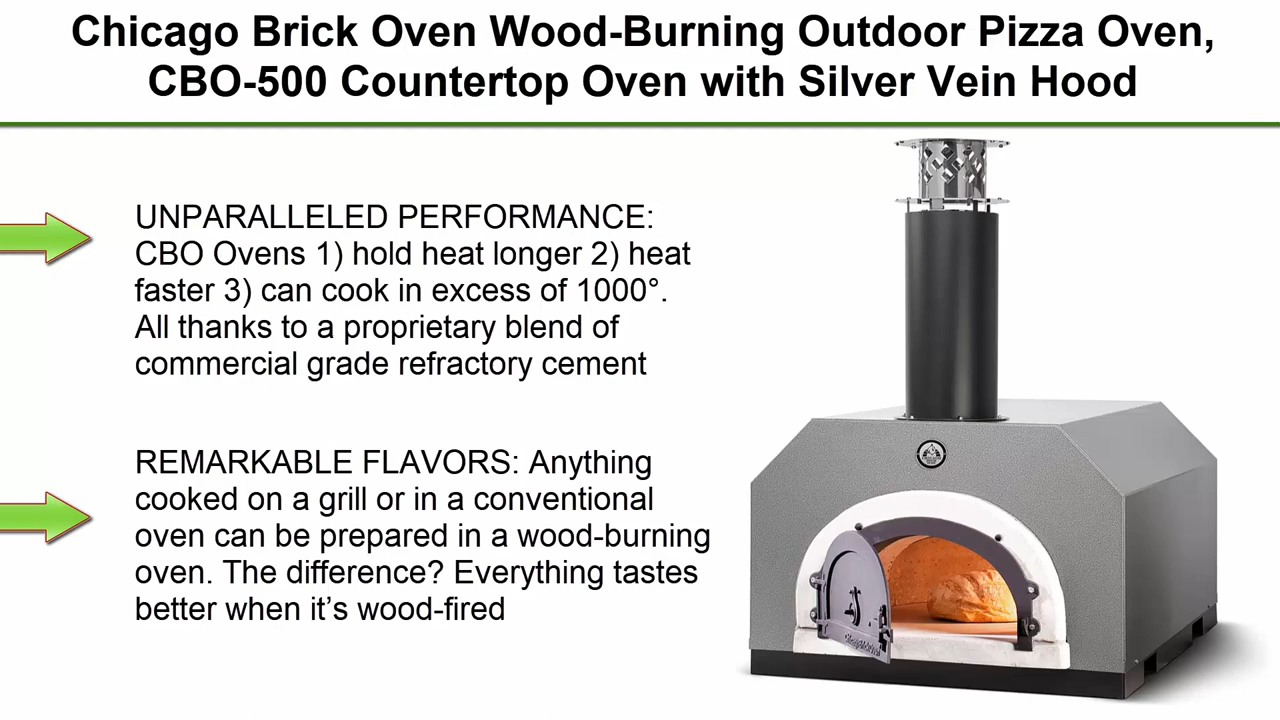 Chicago Brick Oven Wood-Burning Outdoor Pizza Oven,
CBO-500 Countertop Oven with Silver Vein Hood
UNPARALLELED PERFORMANCE:
CBO Ovens 1) hold heat longer 2) heat
faster 3) can cook in excess of 1000°.
All thanks to a proprietary blend of
commercial grade refractory cement
REMARKABLE FLAVORS: Anything
cooked on a grill or in a conventional
oven can be prepared in a wood-burning
oven. The difference? Everything tastes
better when it’s wood-fired